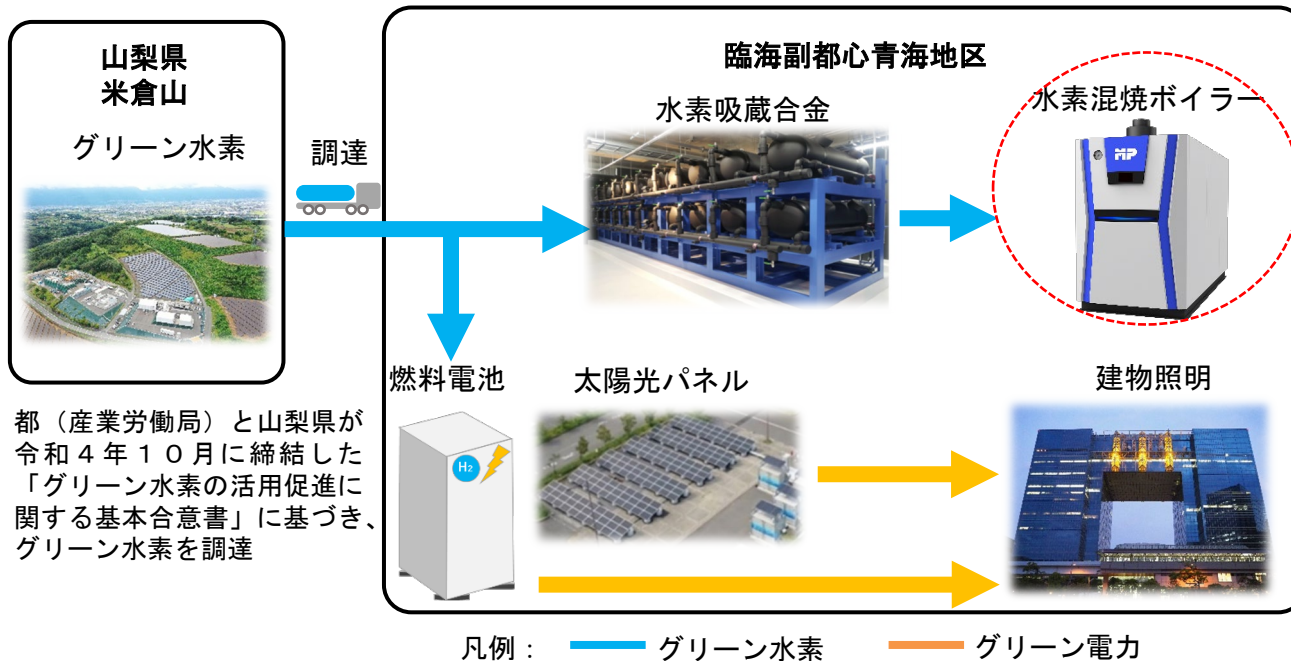 山梨県
米倉山
グリーン水素
調達
臨海副都心青海地区
水素吸蔵合金
水素混焼ボイラー
MP
燃料電池
H2
太陽光パネル
建物照明
都（産業労働局）と山梨県が
令和４年１０月に締結した
「グリーン水素の活用促進に
関する基本合意書」に基づき、
グリーン水素を調達
凡例： グリーン水素 グリーン電力